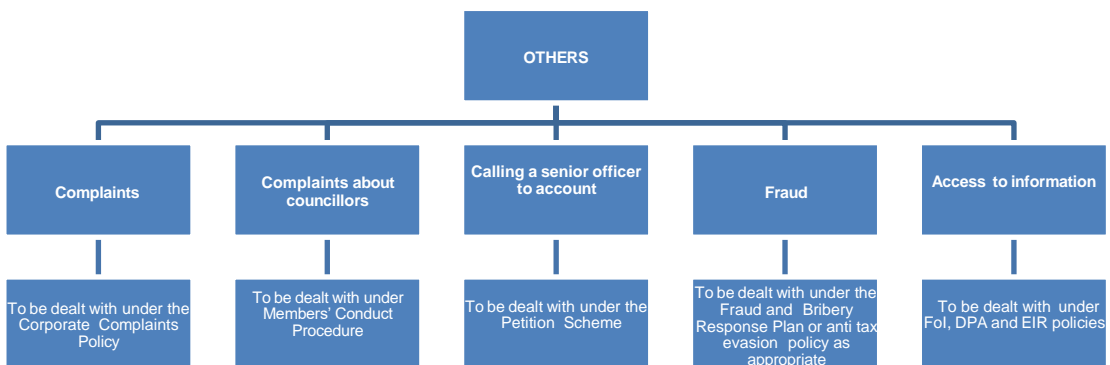 OTHERS
Complaints
Complaints about
councillors
Calling a senior officer
to account
Fraud
Access to information
To be dealt with under the
Corporate Complaints
Policy
To be dealt with under
Members' Conduct
Procedure
To be dealt with under the
Petition Scheme
To be dealt with under the
Fraud and Bribery
Response Plan or anti tax
evasion policy as
appropriate
To be dealt with under
FoI, DPA and EIR policies